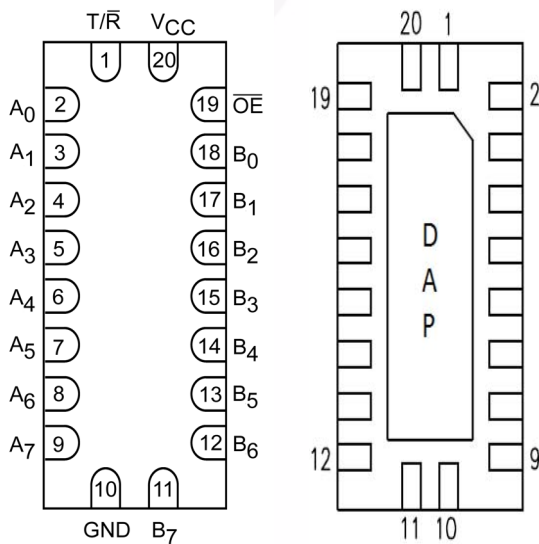 T/R̅ VCC
1 20
A0 2 19 O̅E̅
A1 3 18 B0
A2 4 17 B1
A3 5 16 B2
A4 6 15 B3
A5 7 14 B4
A6 8 13 B5
A7 9 12 B6
10 11
GND B7
20 1
19 2
D
A
P
12 9
11 10